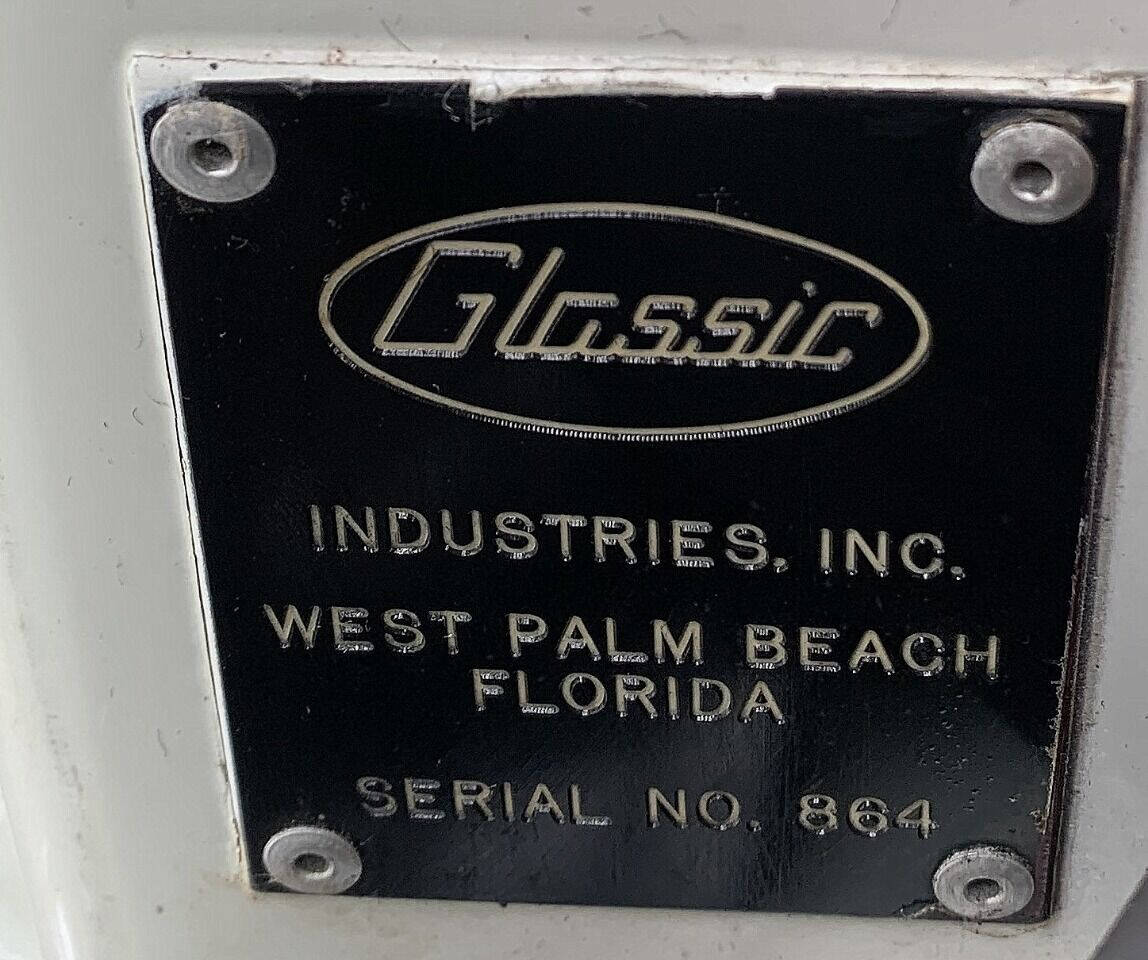 Glassic
INDUSTRIES, INC.
WEST PALM BEACH
FLORIDA
SERIAL NO. 864